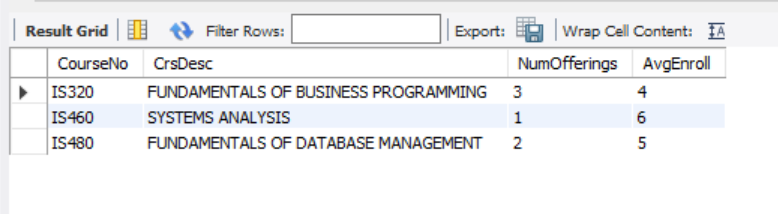 Result Grid Filter Rows: Export: Wrap Cell Content: IA
CourseNo CrsDesc NumOfferings AvgEnroll
IS320 FUNDAMENTALS OF BUSINESS PROGRAMMING 3 4
IS460 SYSTEMS ANALYSIS 1 6
IS480 FUNDAMENTALS OF DATABASE MANAGEMENT 2 5